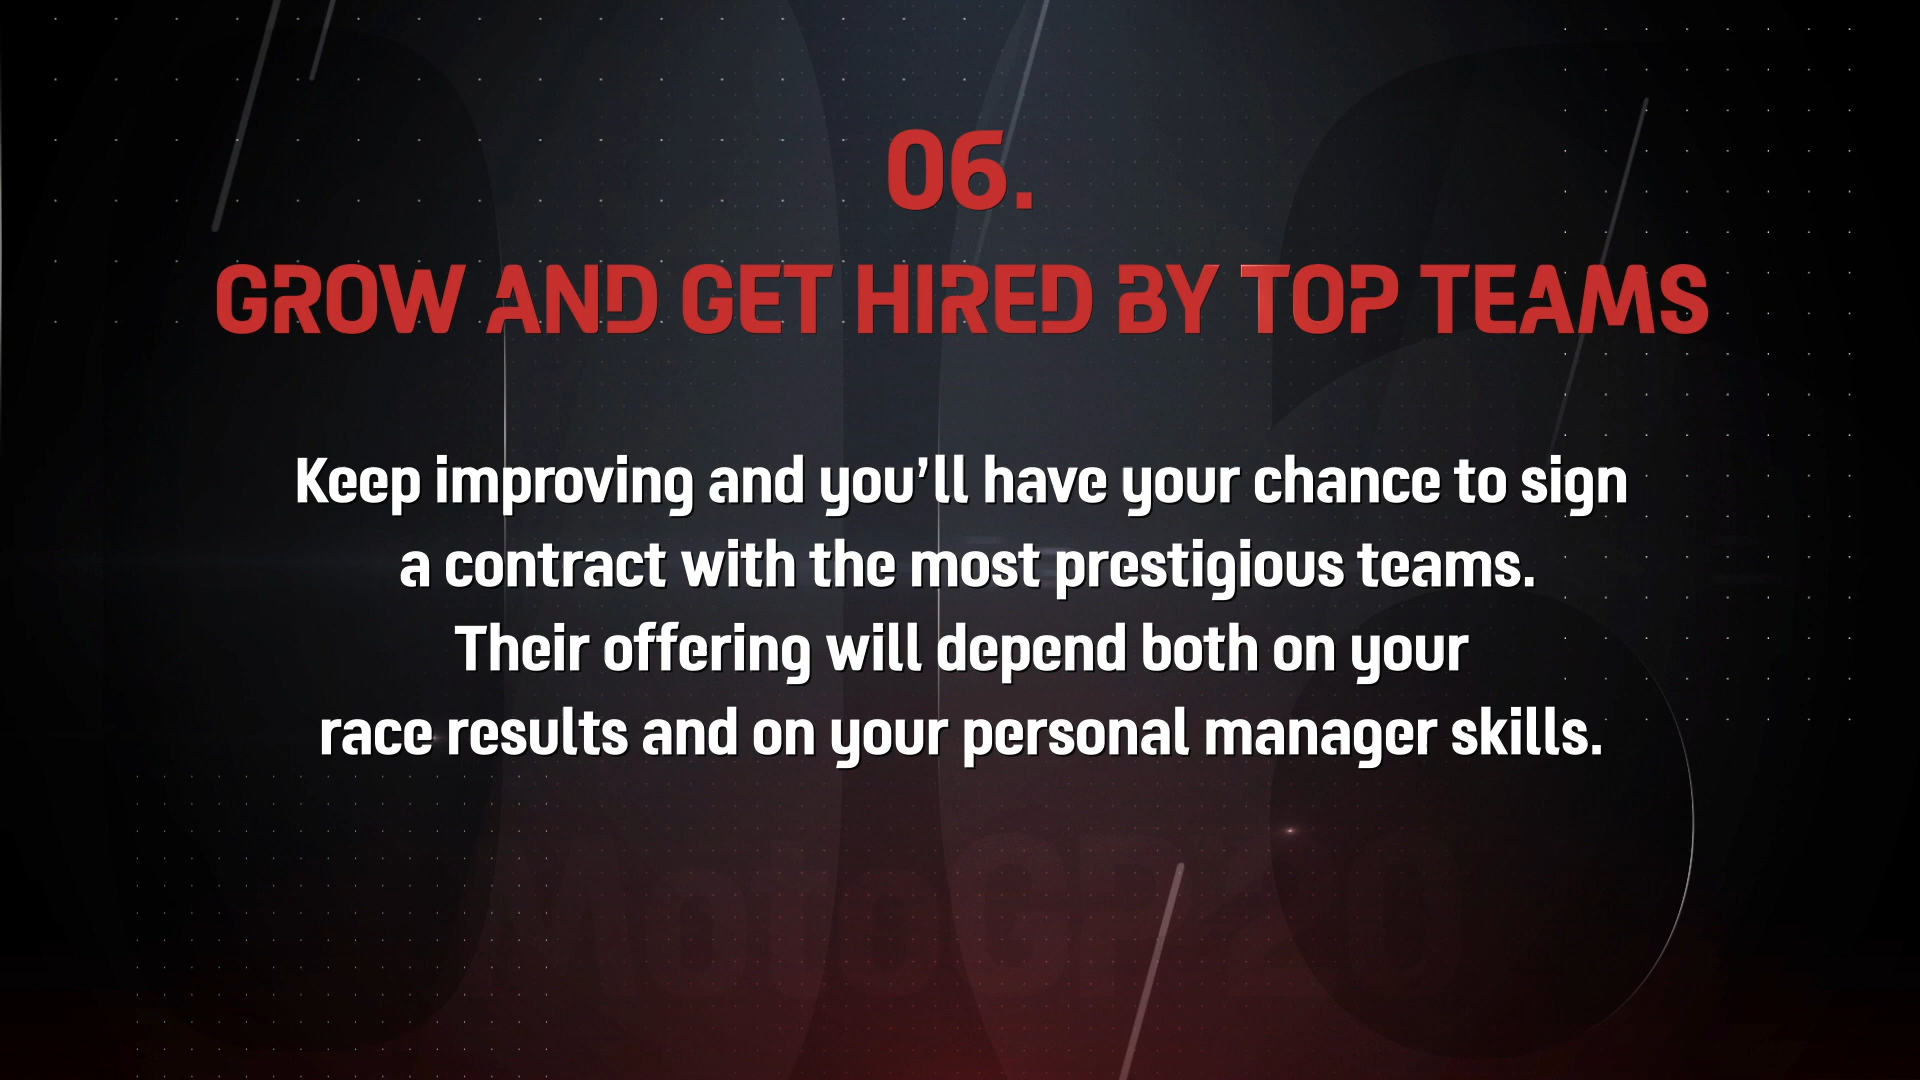 06.
GROW AND GET HIRED BY TOP TEAMS
Keep improving and you’ll have your chance to sign
a contract with the most prestigious teams.
Their offering will depend both on your
race results and on your personal manager skills.
MotoGP 20